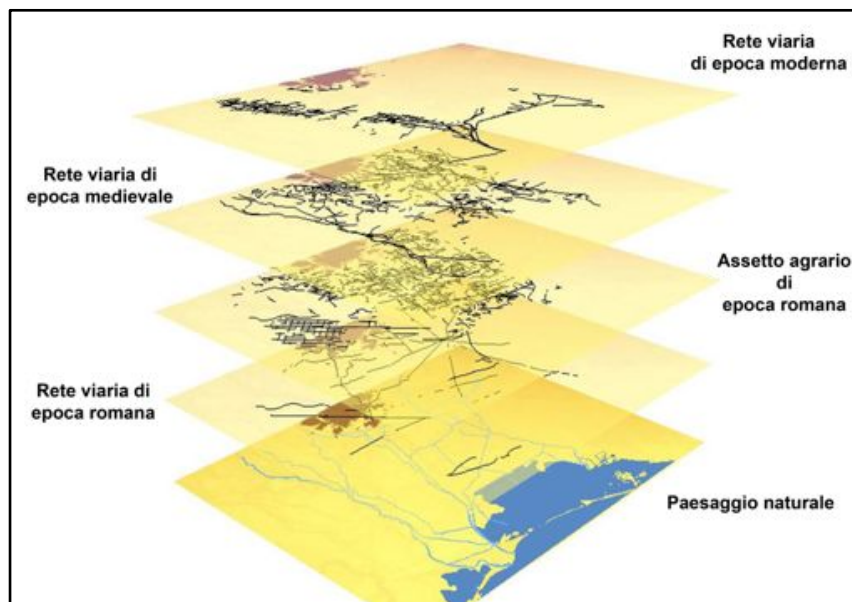 Rete viaria
di epoca moderna
Rete viaria di
epoca medievale
Assetto agrario
di
epoca romana
Rete viaria di
epoca romana
Paesaggio naturale